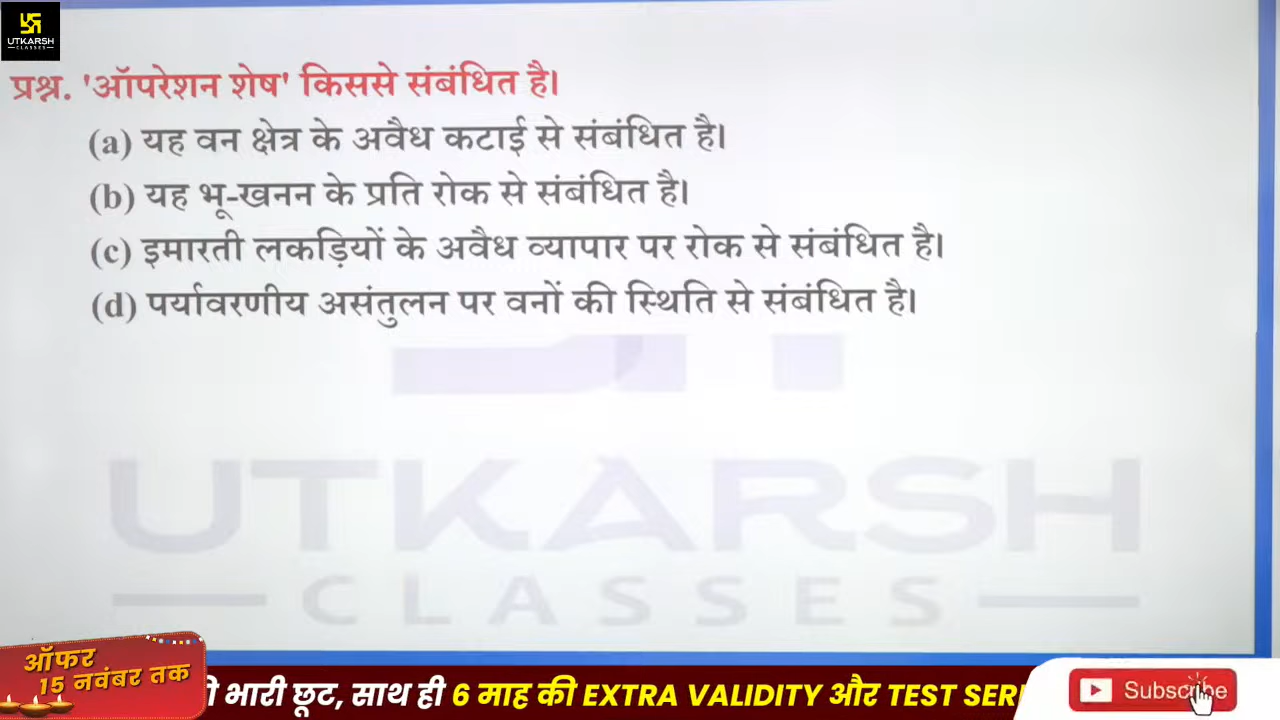 UTKARSH
CLASSES
प्रश्न. 'ऑपरेशन शेष' किससे संबंधित है।
(a) यह वन क्षेत्र के अवैध कटाई से संबंधित है।
(b) यह भू-खनन के प्रति रोक से संबंधित है।
(c) इमारती लकड़ियों के अवैध व्यापार पर रोक से संबंधित है।
(d) पर्यावरणीय असंतुलन पर वनों की स्थिति से संबंधित है।
UTKARSH
CLASSES
ऑफर
15 नवंबर तक
भारी छूट, साथ ही 6 माह की EXTRA VALIDITY और TEST SERI
Subscribe